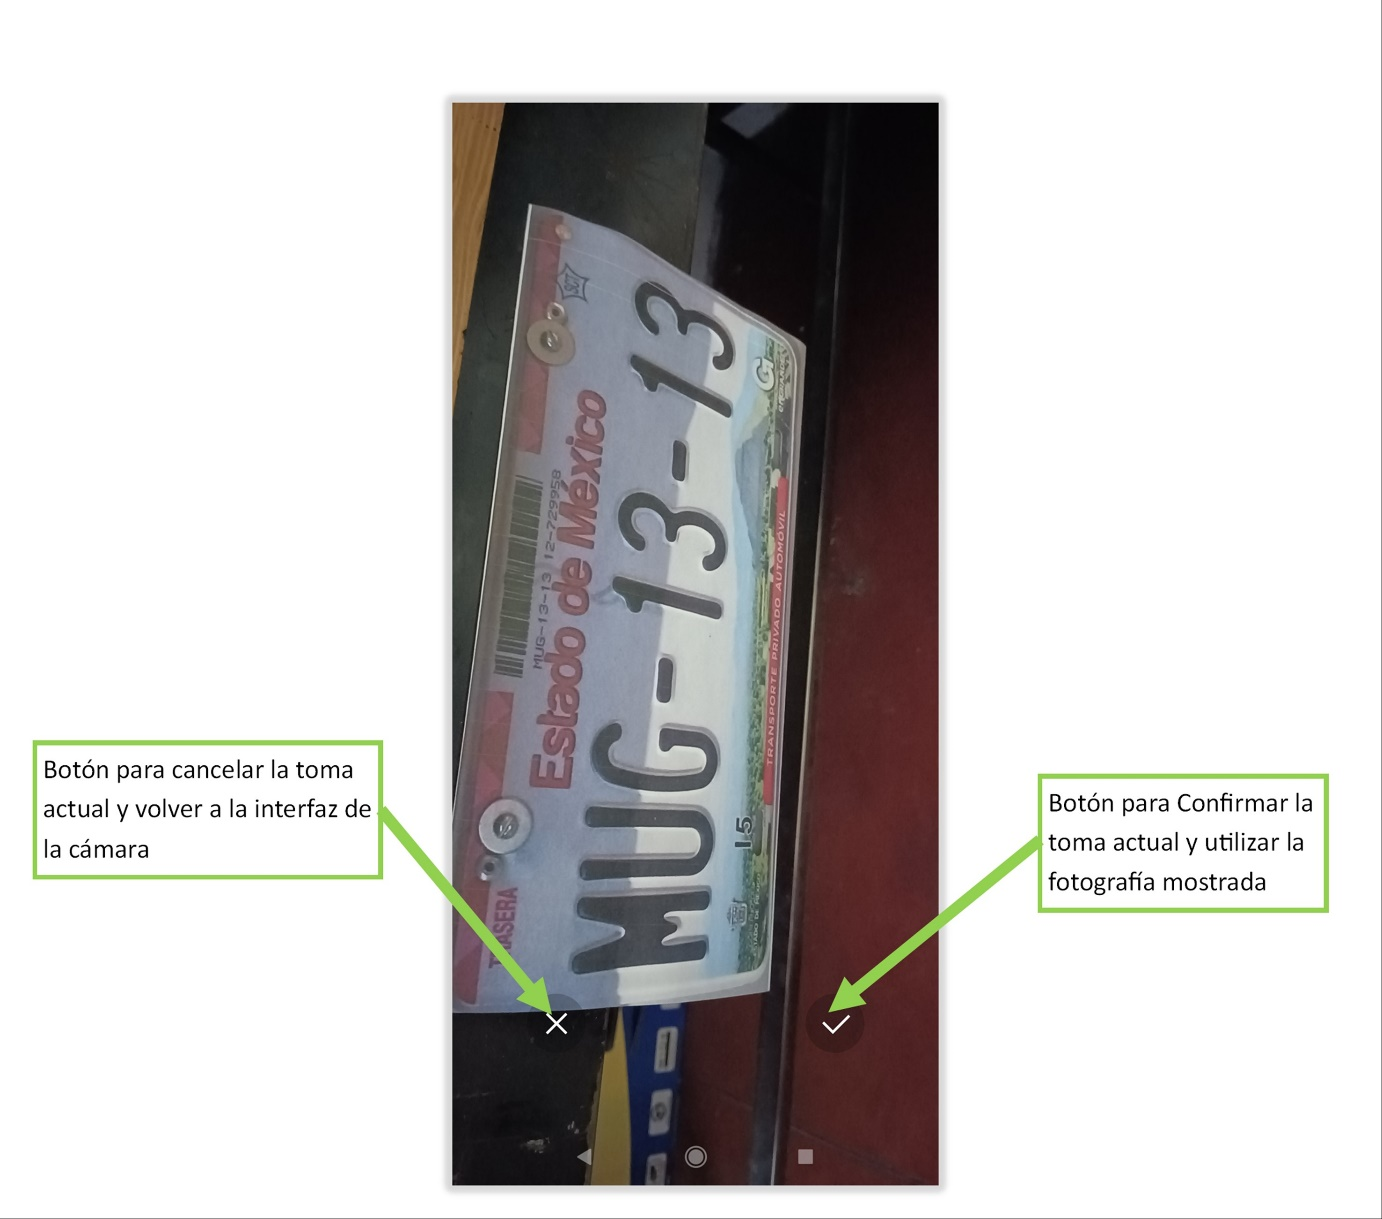 Botón para cancelar la toma
actual y volver a la interfaz de
la cámara
TRASERA
MUG-13-13 12-729958
SCT
Estado de México
MUG-13-13
15
G
enGRANDE
TRANSPORTE PRIVADO AUTOMÓVIL
Botón para Confirmar la
toma actual y utilizar la
fotografía mostrada